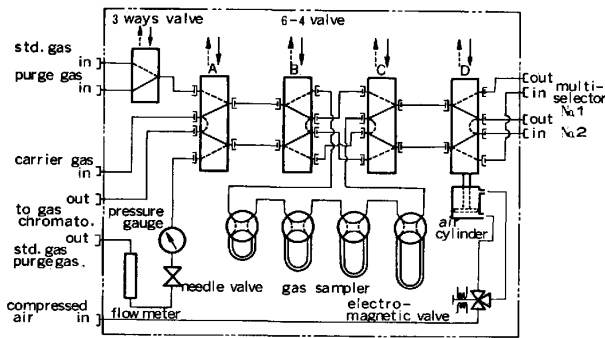 3 ways valve
6-4 valve
std. gas
in
purge gas
in
A
B
C
D
out
in
multi-
selector
out
No.1
in
No.2
carrier gas
in
out
to gas
chromato.
pressure
gauge
out
std. gas
purge gas.
needle valve
gas sampler
air
cylinder
electro-
magnetic valve
compressed
air in
flow meter